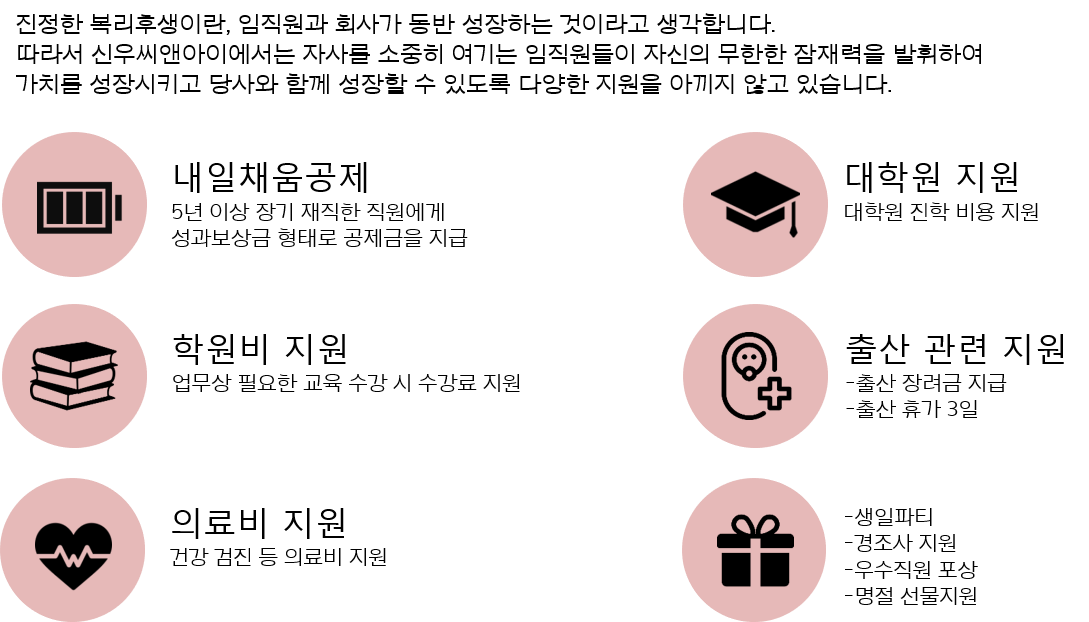 진정한 복리후생이란, 임직원과 회사가 동반 성장하는 것이라고 생각합니다.
따라서 신우씨앤아이에서는 자사를 소중히 여기는 임직원들이 자신의 무한한 잠재력을 발휘하여
가치를 성장시키고 당사와 함께 성장할 수 있도록 다양한 지원을 아끼지 않고 있습니다.
내일채움공제
5년 이상 장기 재직한 직원에게
성과보상금 형태로 공제금을 지급
대학원 지원
대학원 진학 비용 지원
학원비 지원
업무상 필요한 교육 수강 시 수강료 지원
출산 관련 지원
-출산 장려금 지급
-출산 휴가 3일
의료비 지원
건강 검진 등 의료비 지원
-생일파티
-경조사 지원
-우수직원 포상
-명절 선물지원